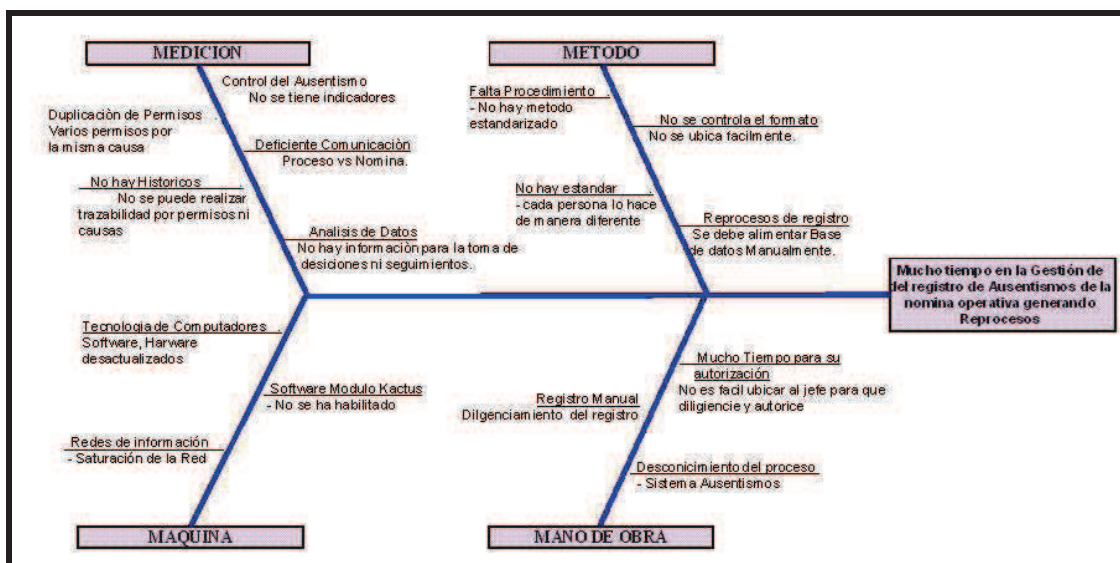 MEDICION
Control del Ausentismo
No se tiene indicadores
Duplicaciòn de Permisos
Varios permisos por
la misma causa
Deficiente Comunicaciòn
Proceso vs Nomina.
No hay Historicos
No se puede realizar
trazabilidad por permisos ni
causas
Analisis de Datos
No hay informaciòn para la toma de
desiciones ni seguimientos.
METODO
Falta Procedimiento
- No hay metodo
estandarizado
No se controla el formato
No se ubica facilmente.
No hay estandar
- cada persona lo hace
de manera diferente
Reprocesos de registro
Se debe alimentar Base
de datos Manualmente.
Mucho tiempo en la Gestión de
del registro de Ausentismos de la
nomina operativa generando
Reprocesos
Tecnologia de Computadores
Software, Harware
desactualizados
Software Modulo Kactus
- No se ha habilitado
Redes de información
- Saturación de la Red
MAQUINA
Mucho Tiempo para su
autorización
No es facil ubicar al jefe para que
diligiencie y autorice
Registro Manual
Dilgenciamiento del registro
Desconicimiento del proceso
- Sistema Ausentismos
MANO DE OBRA